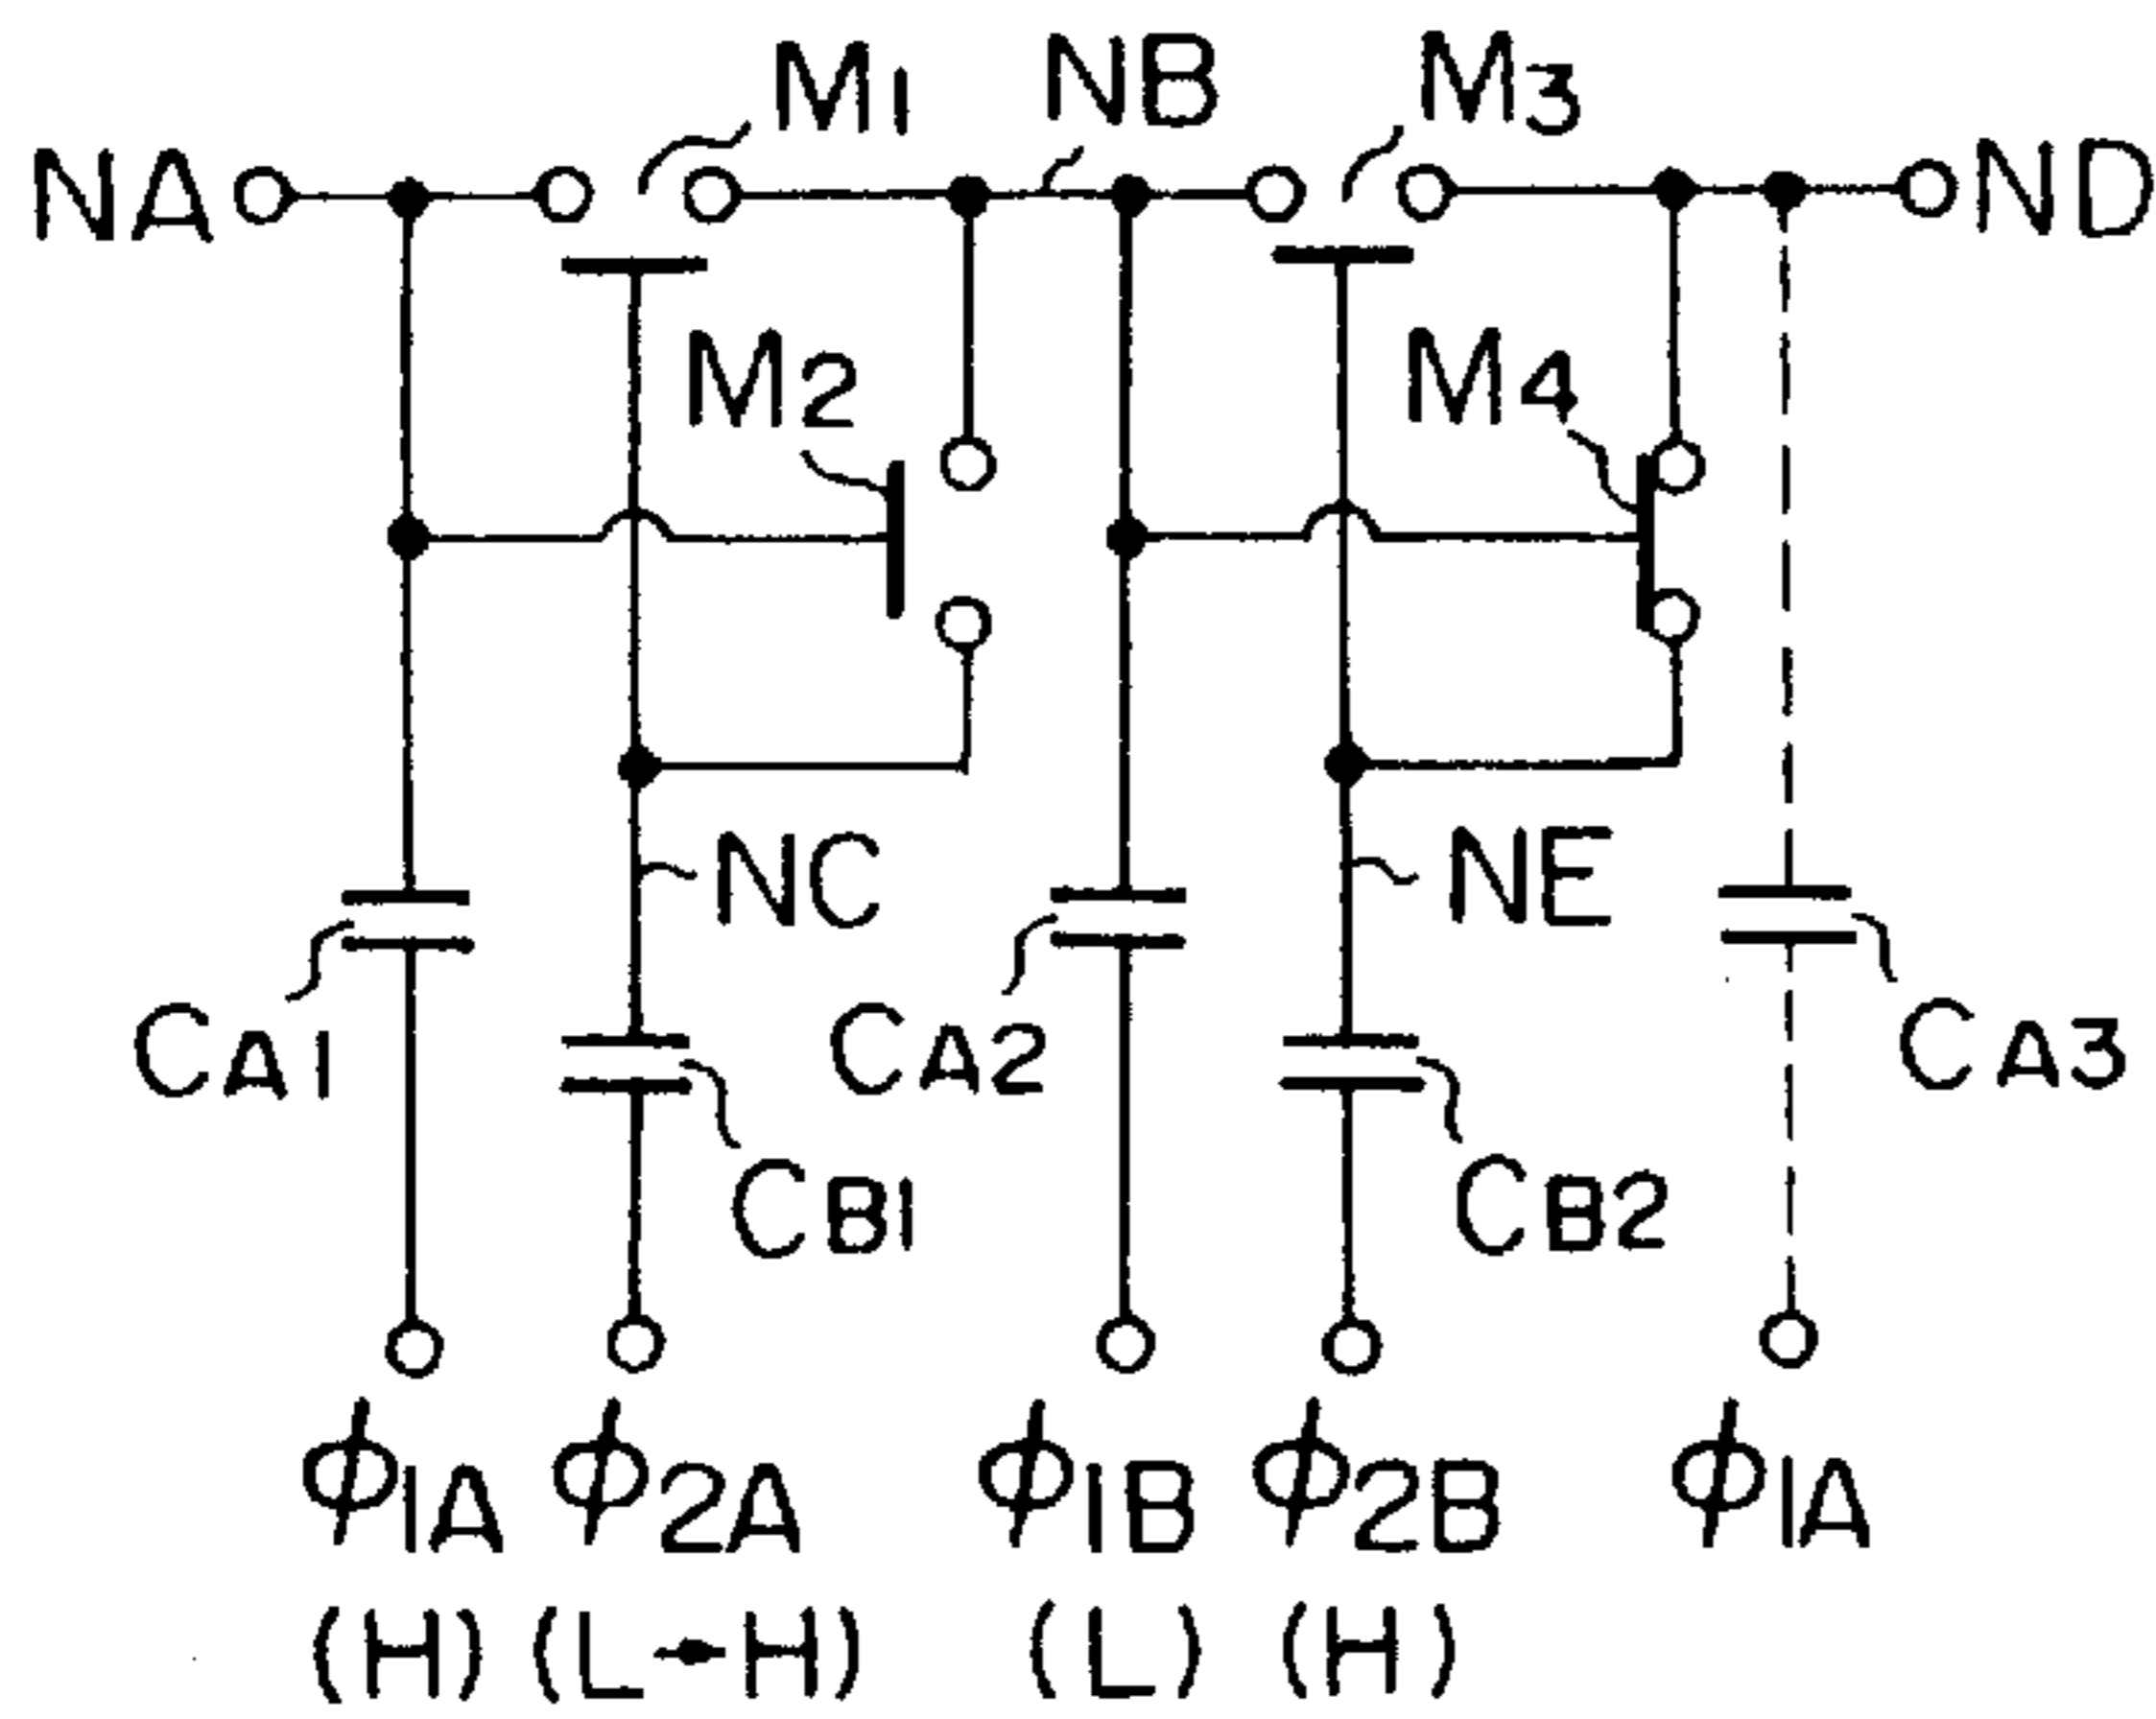 M1 NB M3
NA ND
M2 M4
NC NE
CA1 CA2 CA3
CB1 CB2
ϕ1A ϕ2A ϕ1B ϕ2B ϕ1A
(H) (L→H) (L) (H)